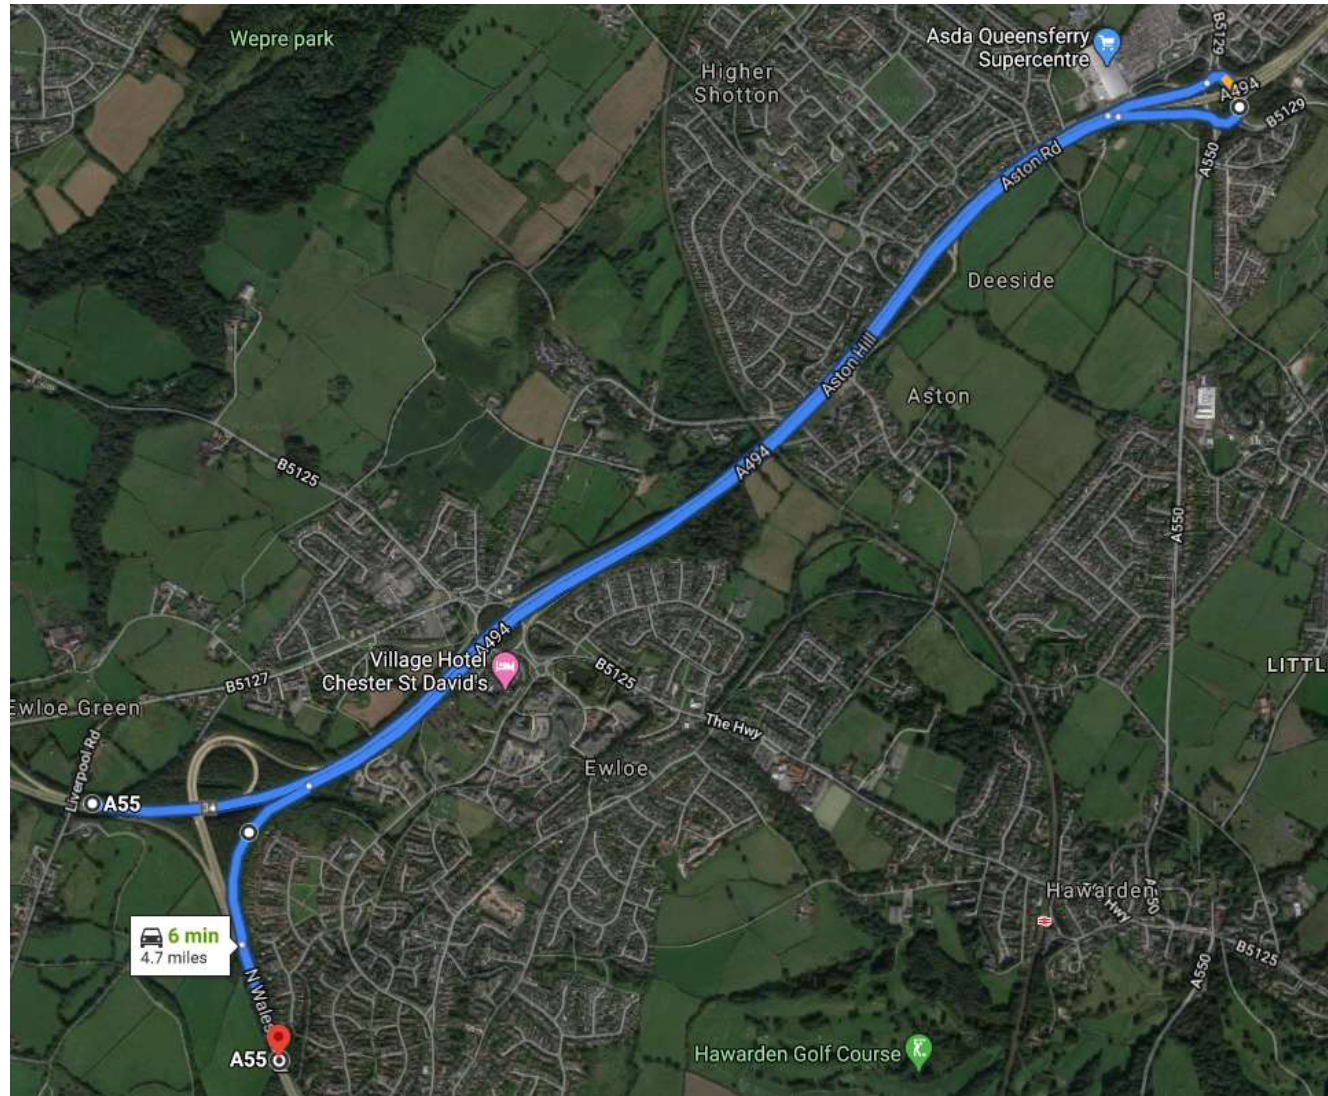 Wepre park
Asda Queensferry
Supercentre
B5129
Higher
Shotton
A494
B5129
Aston Rd
A550
Deeside
Aston Hill
Aston
A494
B5125
A550
A494
Village Hotel
Chester St David's
B5125
LITTL
B5127
Ewloe Green
The Hwy
Liverpool Rd
Ewloe
A55
Hawarden
Hwy
A550
6 min
4.7 miles
B5125
N Wales
A550
A55
Hawarden Golf Course